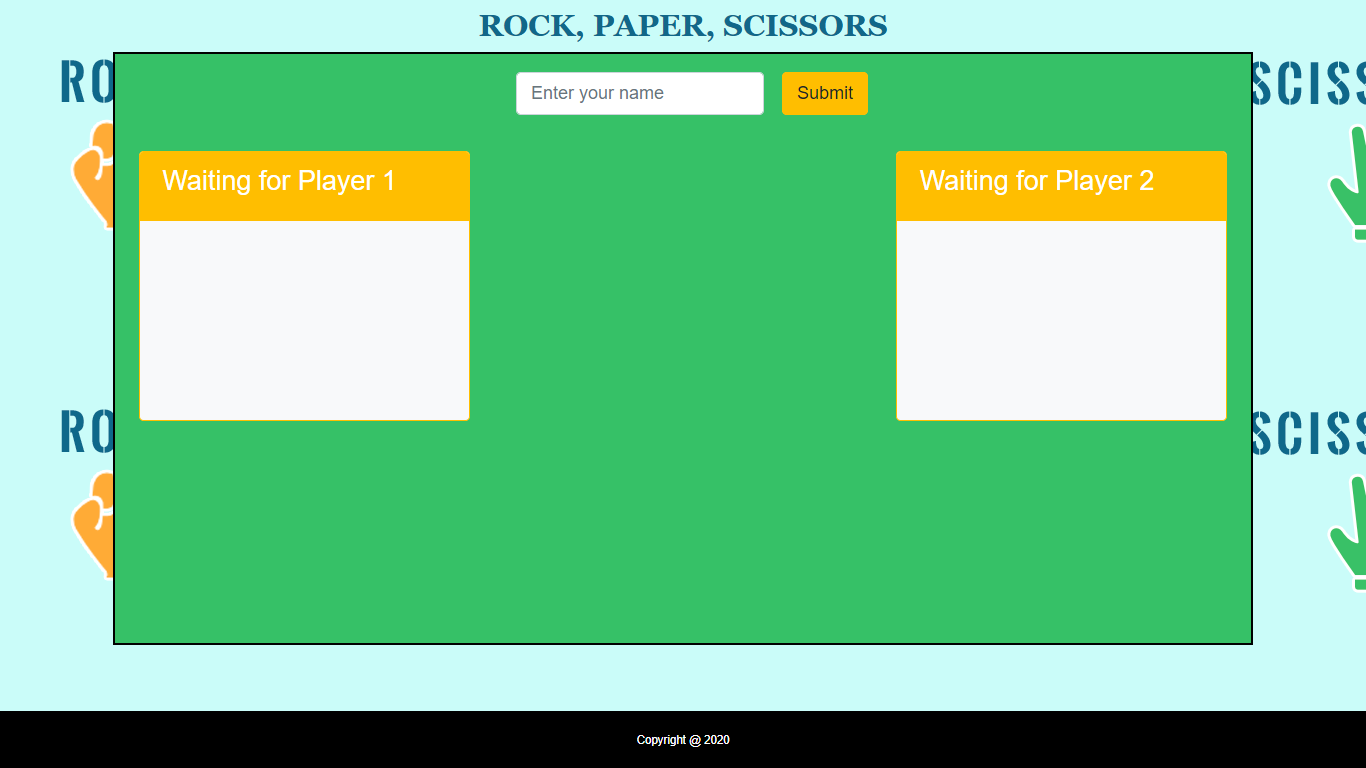 ROCK, PAPER, SCISSORS
RO
SCISS
Enter your name
Submit
Waiting for Player 1
Waiting for Player 2
RO
SCISS
Copyright @ 2020